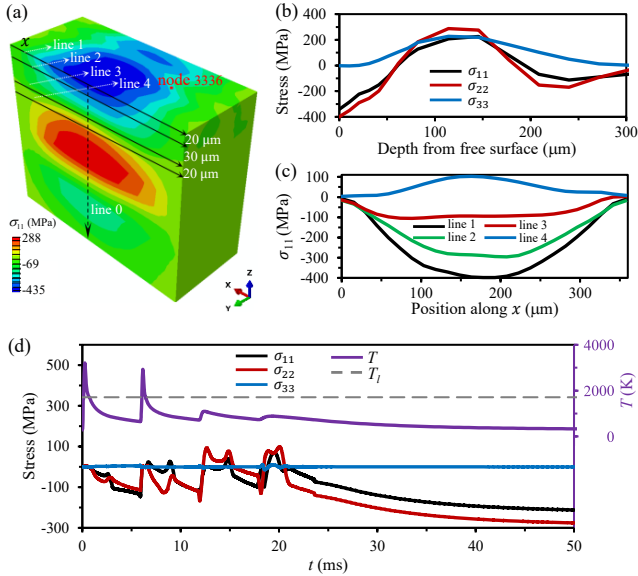 (a)
x
line 1
line 2
line 3
line 4
node 3336
20 μm
30 μm
20 μm
line 0
σ₁₁ (MPa)
288
-69
-435
X
Y
Z
(b)
Stress (MPa)
400
200
0
-200
-400
σ₁₁
σ₂₂
σ₃₃
0
100
200
300
Depth from free surface (μm)
(c)
σ₁₁ (MPa)
100
0
-100
-200
-300
-400
line 1
line 3
line 2
line 4
0
100
200
300
Position along x (μm)
(d)
Stress (MPa)
500
300
100
-100
-300
σ₁₁
T
σ₂₂
Tₗ
σ₃₃
4000
2000
0
T (K)
0
10
20
30
40
50
t (ms)